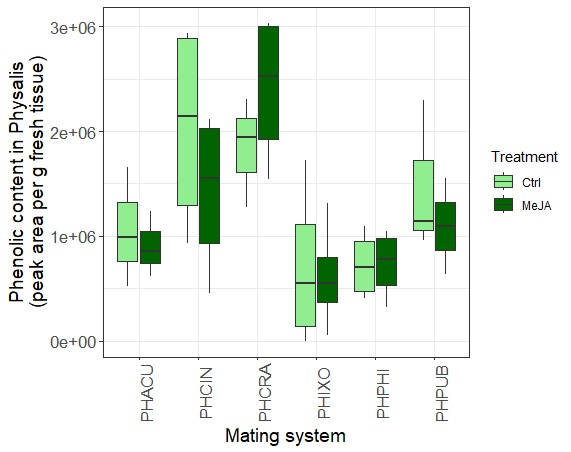 Phenolic content in Physalis
(peak area per g fresh tissue)
3e+06
2e+06
1e+06
0e+00
PHACU
PHCIN
PHCRA
PHIXO
PHPHI
PHPUB
Mating system
Treatment
Ctrl
MeJA